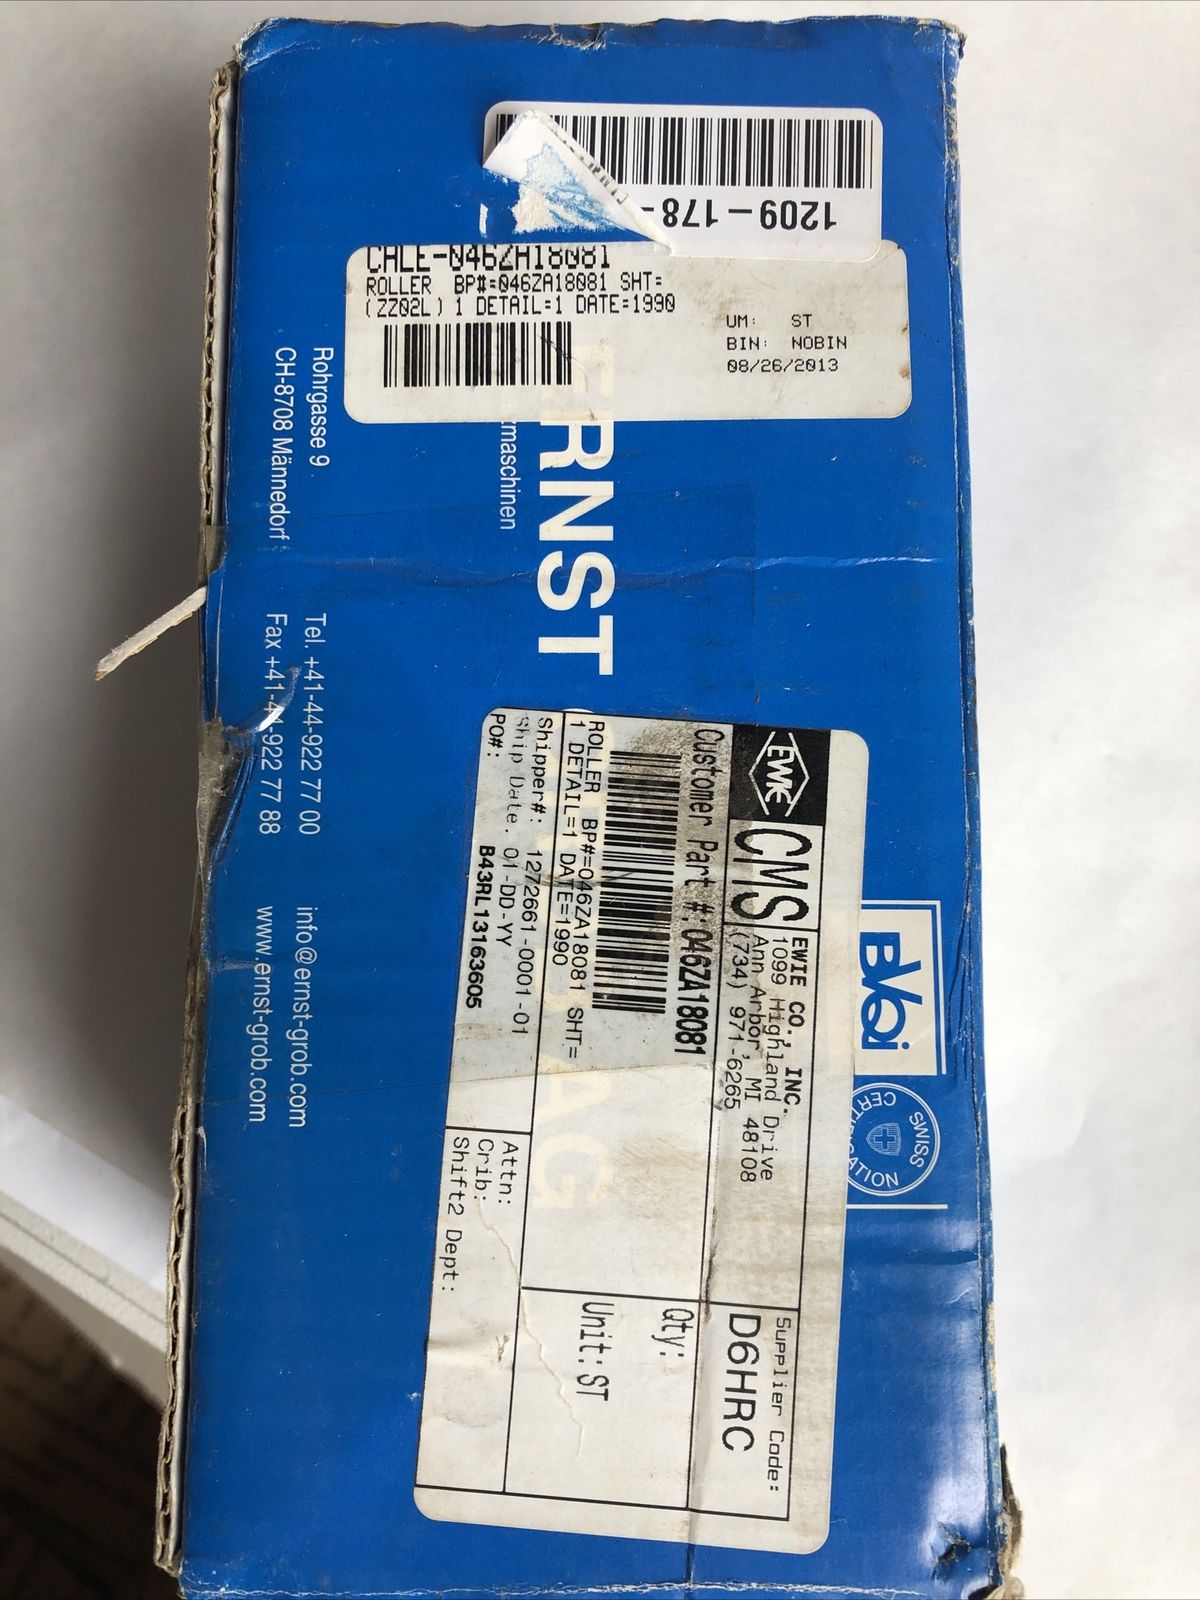 1209-178-
CALE-046ZA18081
ROLLER BP#=046ZA18081 SHT=
(ZZ02L) 1 DETAIL=1 DATE=1990
UM: ST
BIN: NOBIN
08/26/2013
ERNST
maschinen
Rohrgasse 9
CH-8708 Männedorf
Tel. +41-44-922 77 00
Fax +41-44-922 77 88
info@ernst-grob.com
www.ernst-grob.com
BVQi
SWISS CERTIFICATION
EWIE
CMS
EWIE CO., INC.
1099 Highland Drive
Ann Arbor, MI 48108
(734) 971-6265
Supplier Code:
D6HRC
Customer Part #:046ZA18081
ROLLER BP#=046ZA18081 SHT=
1 DETAIL=1 DATE=1990
Qty:
Unit: ST
Shipper#: 122661-0001-01
Ship Date: 01-DD-YY
PO#: B43RL13163605
Attn:
Crib:
Shift2 Dept:
AG